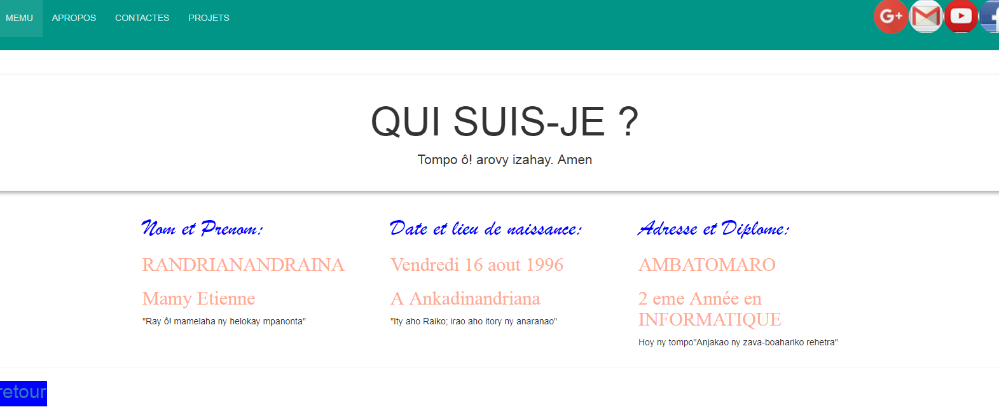 MEMU APROPOS CONTACTES PROJETS
G+
QUI SUIS-JE ?
Tompo ô! arovy izahay. Amen
Nom et Prenom:
RANDRIANANDRAINA
Mamy Etienne
"Ray ô! mamelaha ny helokay mpanonta"
Date et lieu de naissance:
Vendredi 16 aout 1996
A Ankadinandriana
"Ity aho Raiko; irao aho itory ny anaranao"
Adresse et Diplome:
AMBATOMARO
2 eme Année en
INFORMATIQUE
Hoy ny tompo"Anjakao ny zava-boahariko rehetra"
retour